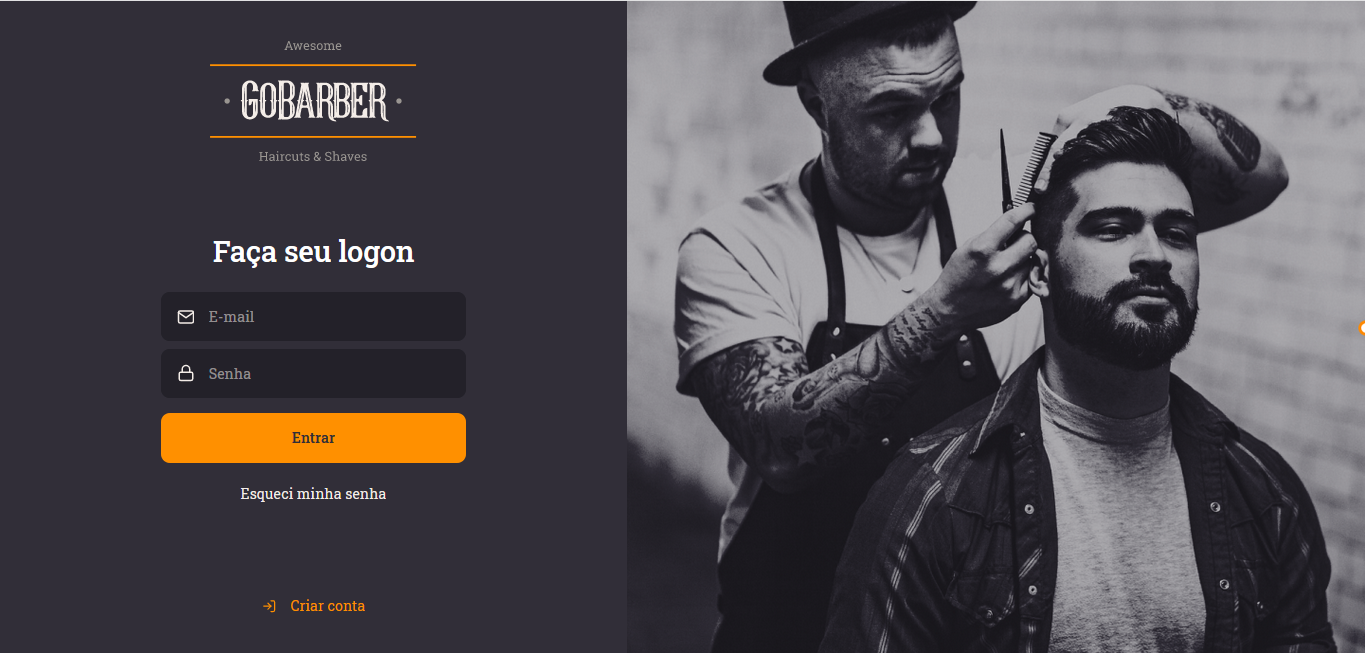 Awesome
GOBARBER
Haircuts & Shaves
Faça seu logon
E-mail
Senha
Entrar
Esqueci minha senha
Criar conta